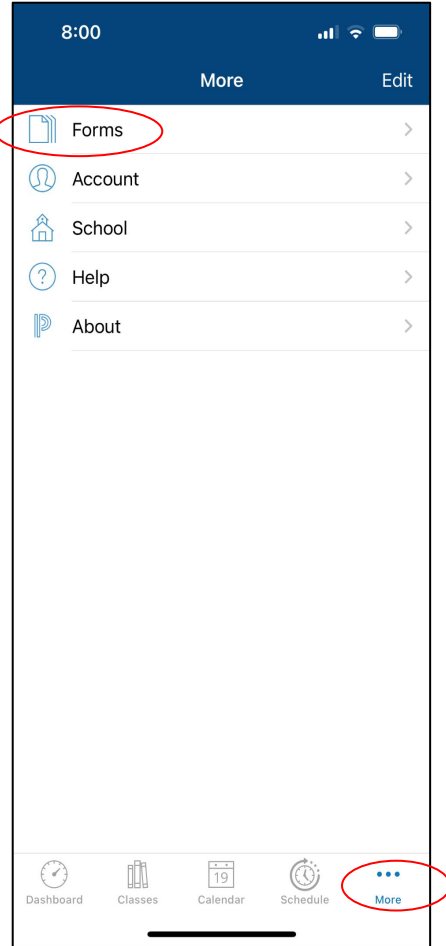 8:00
More Edit
Forms
Account
School
? Help
About
19
Dashboard Classes Calendar Schedule More